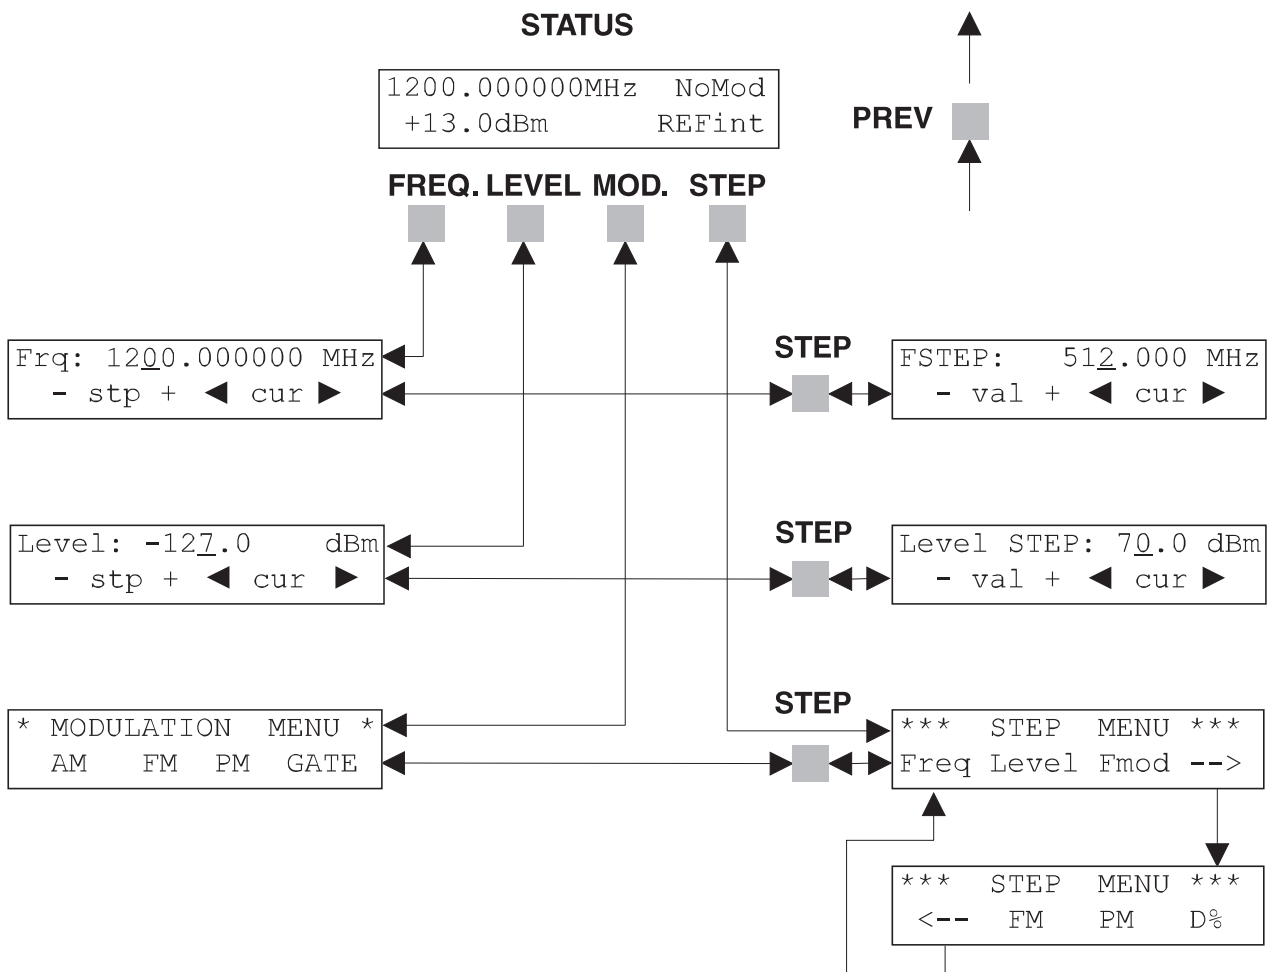 STATUS
1200.000000MHz NoMod
+13.0dBm REFint
PREV
FREQ. LEVEL MOD. STEP
Frq: 1200.000000 MHz
- stp + ◀ cur ▶
STEP
FSTEP: 512.000 MHz
- val + ◀ cur ▶
Level: -127.0 dBm
- stp + ◀ cur ▶
STEP
Level STEP: 70.0 dBm
- val + ◀ cur ▶
* MODULATION MENU *
AM FM PM GATE
STEP
*** STEP MENU ***
Freq Level Fmod -->
*** STEP MENU ***
<-- FM PM D%